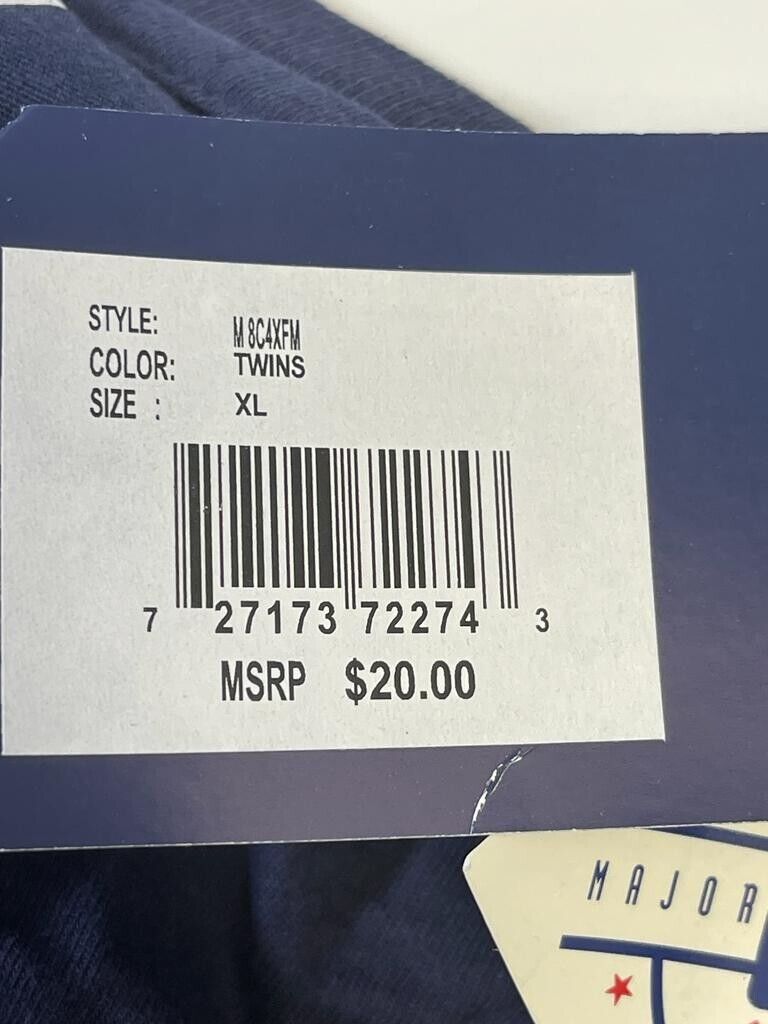 STYLE: M 8C4XFM
COLOR: TWINS
SIZE : XL
7 27173 72274 3
MSRP $20.00
MAJOR